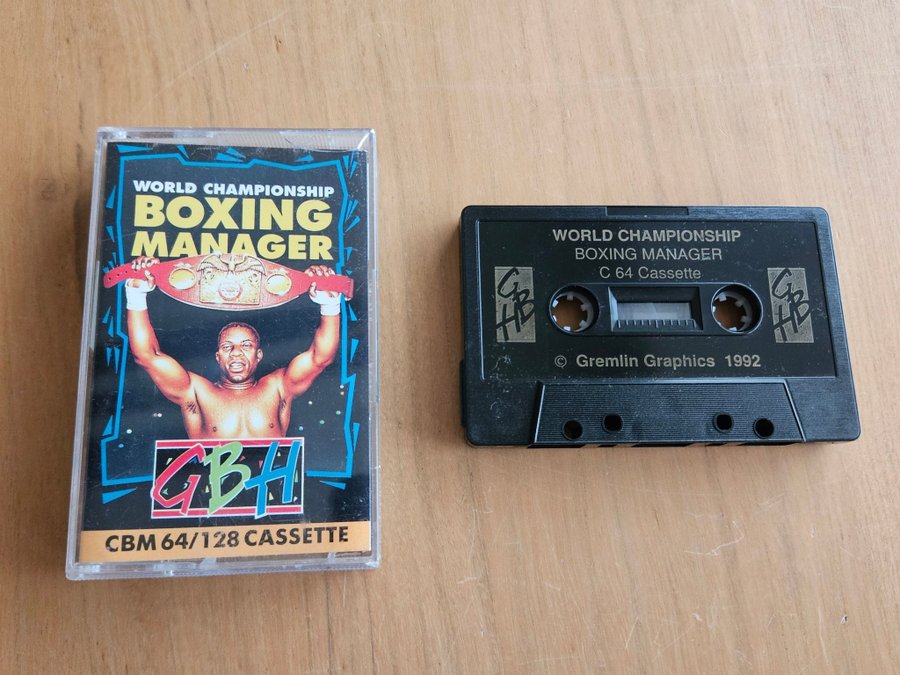 WORLD CHAMPIONSHIP
BOXING
MANAGER
GBH
CBM 64/128 CASSETTE
WORLD CHAMPIONSHIP
BOXING MANAGER
C 64 Cassette
GBH
GBH
© Gremlin Graphics 1992